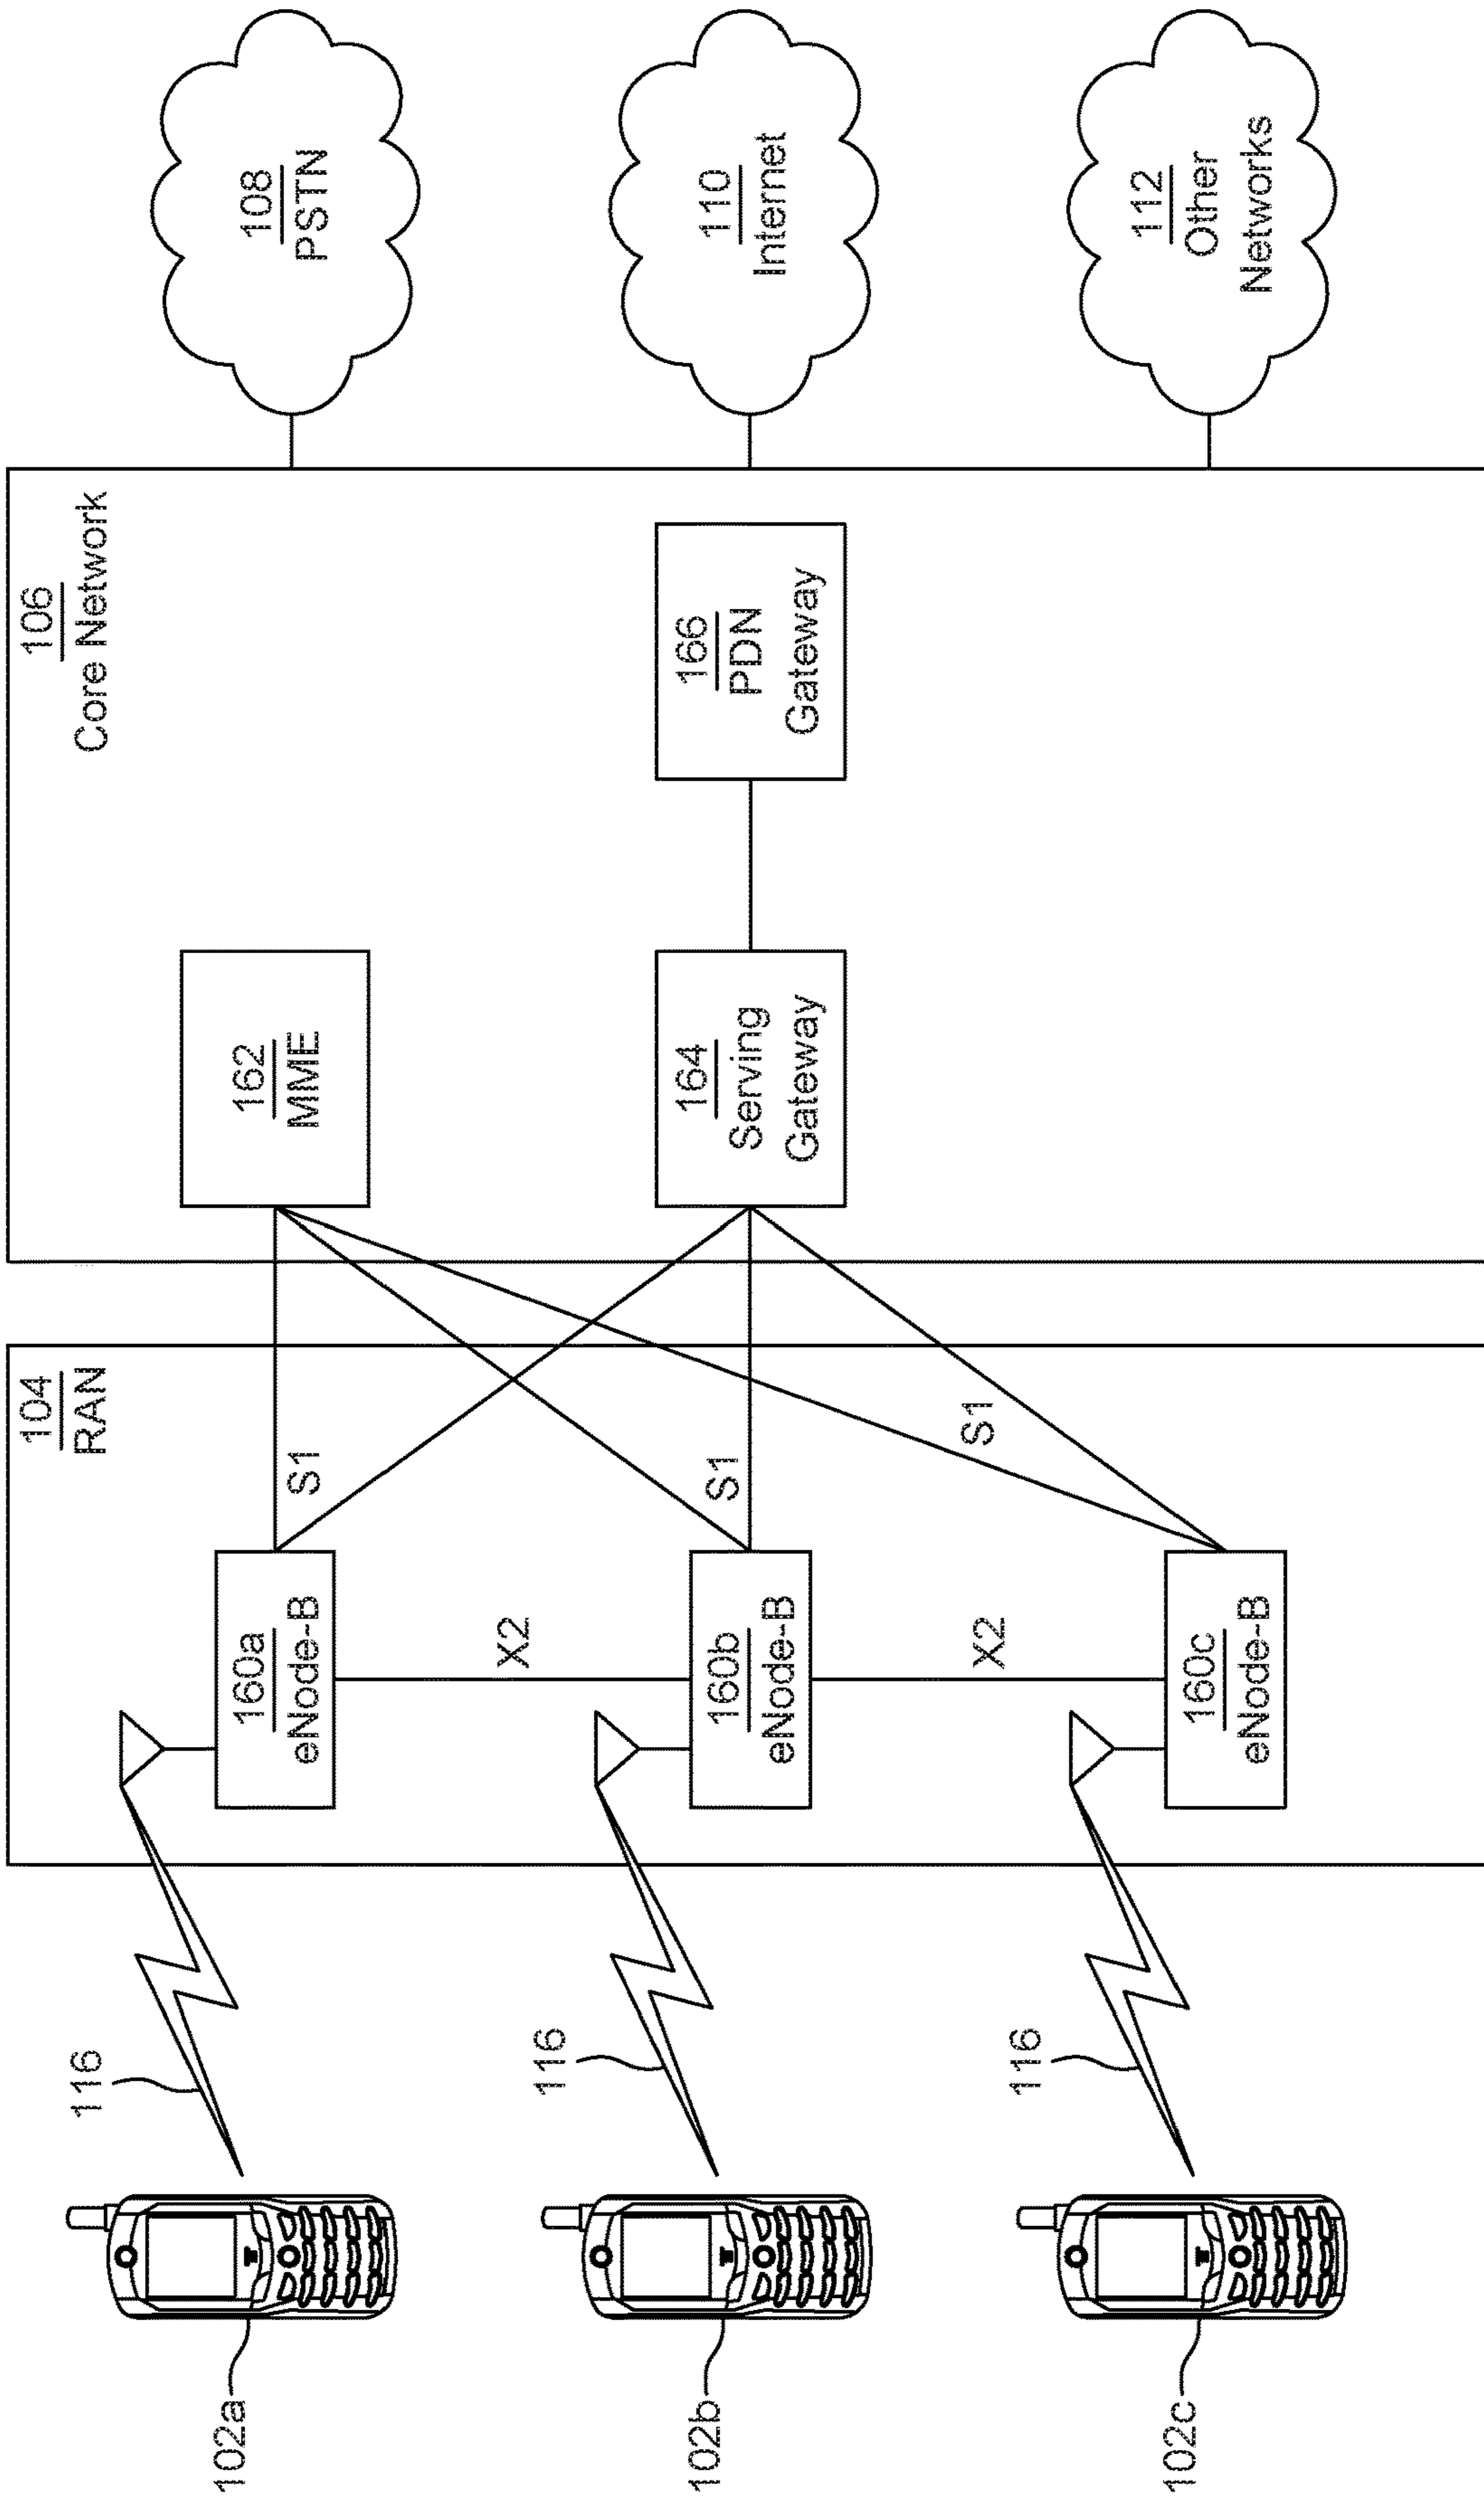 106
Core Network
108
PSTN
104
RAN
162
MME
116
160a
eNode-B
S1
102a
X2
166
PDN
Gateway
110
Internet
164
Serving
Gateway
116
160b
eNode-B
S1
102b
X2
S1
112
Other
Networks
116
160c
eNode-B
102c